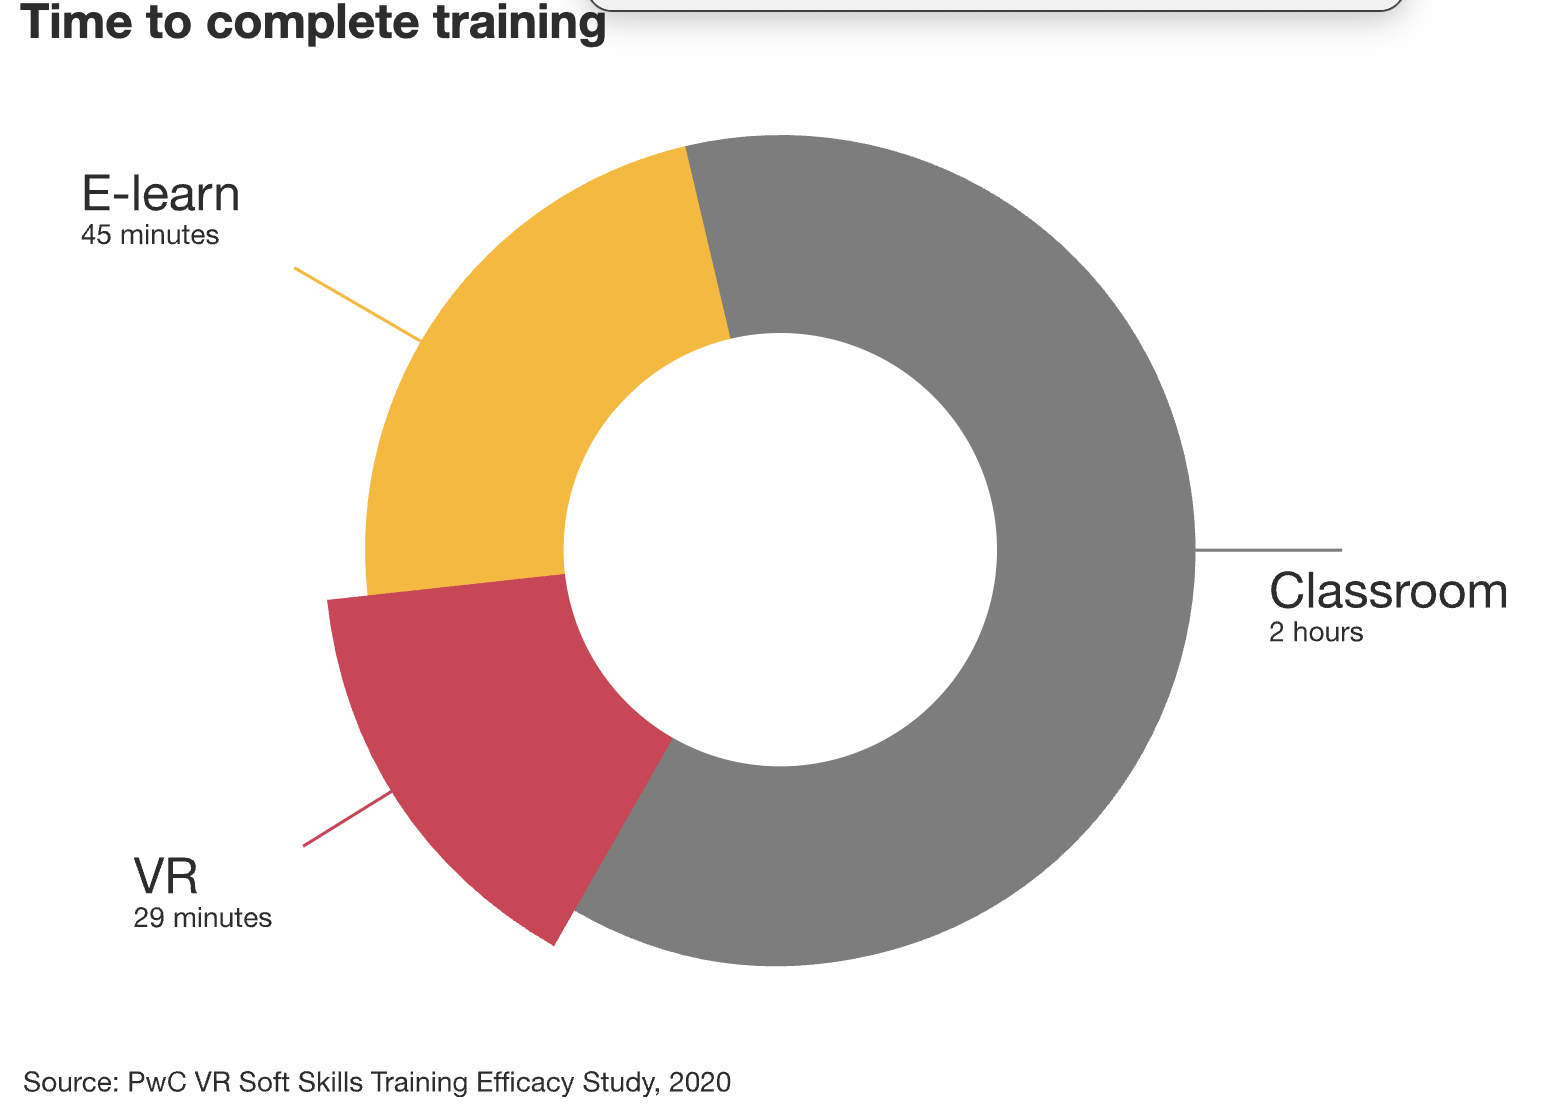 Time to complete training
E-learn
45 minutes
Classroom
2 hours
VR
29 minutes
Source: PwC VR Soft Skills Training Efficacy Study, 2020